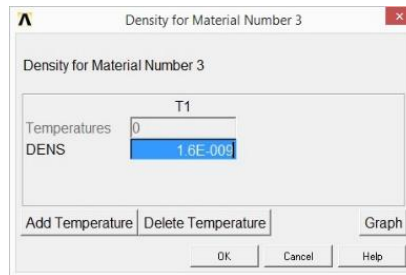 Density for Material Number 3
Density for Material Number 3
T1
Temperatures 0
DENS 1.6E-009
Add Temperature Delete Temperature Graph
OK Cancel Help